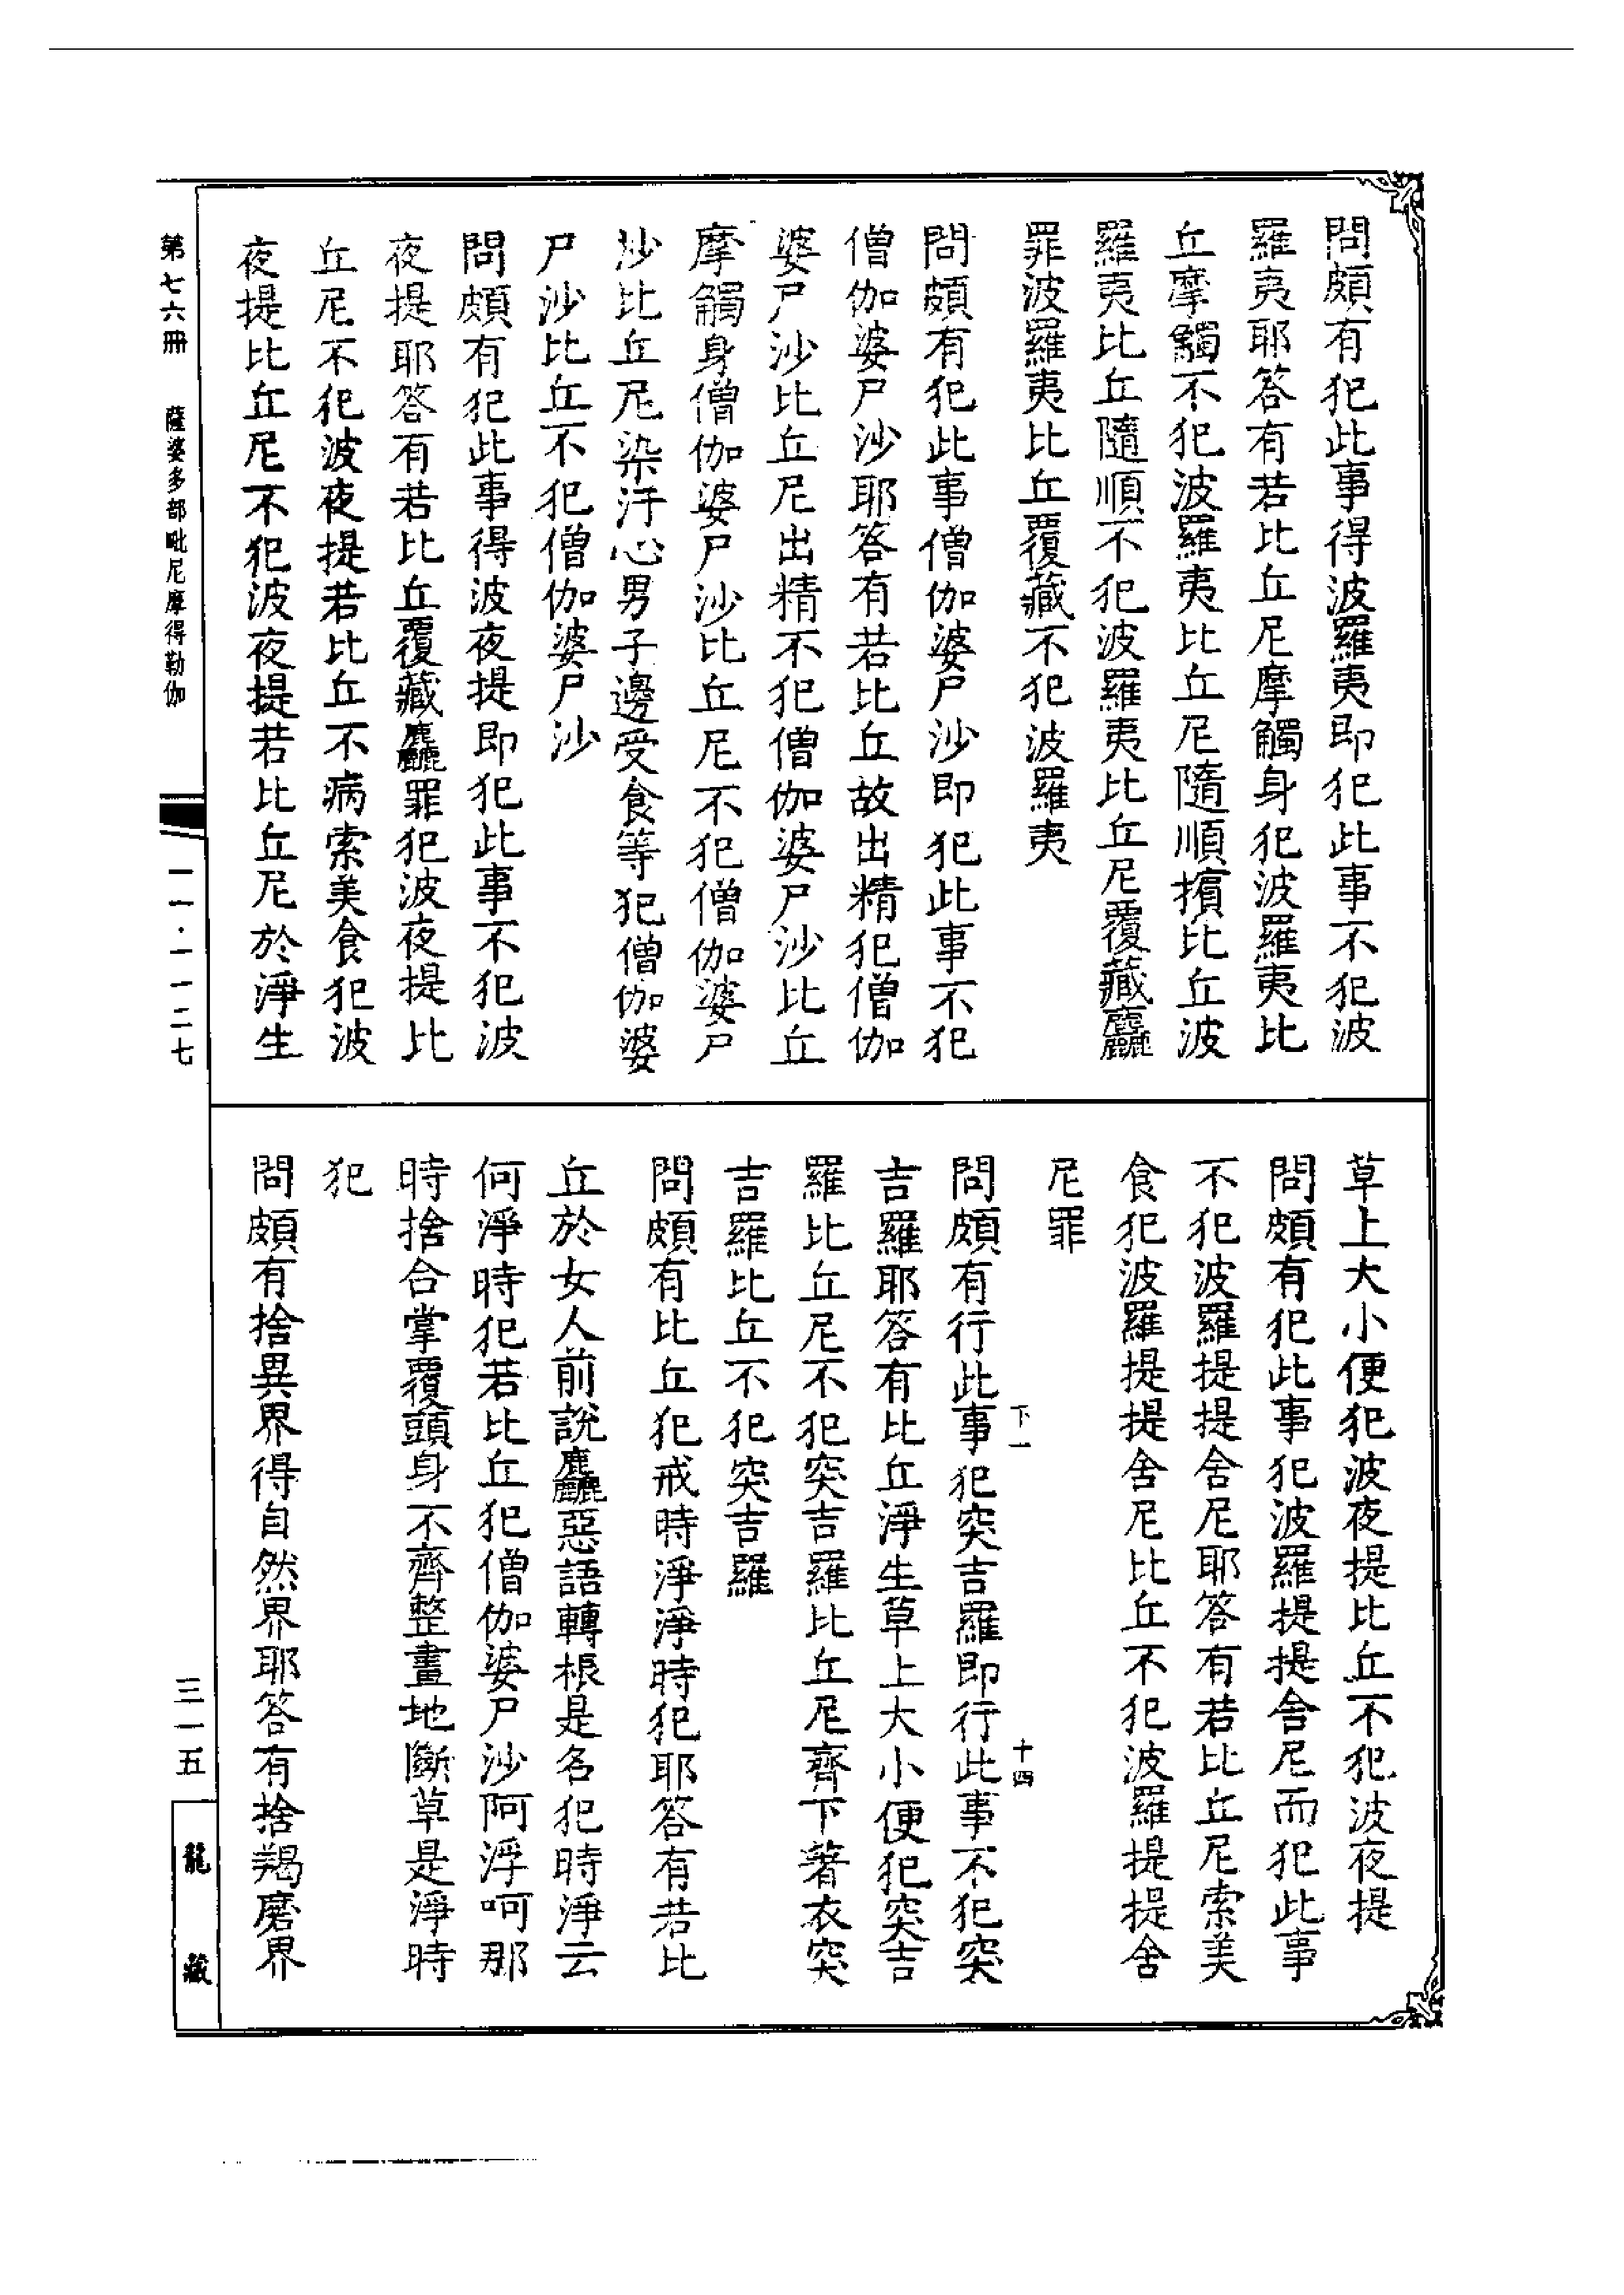 問頗有犯此事得波羅夷即犯此事不犯波
羅夷耶答有若比丘尼摩觸身犯波羅夷比
丘摩觸不犯波羅夷比丘尼隨順擯比丘波
羅夷比丘隨順不犯波羅夷比丘尼覆藏麤
罪波羅夷比丘覆藏不犯波羅夷
問頗有犯此事僧伽婆尸沙即犯此事不犯
僧伽婆尸沙耶答有若比丘故出精犯僧伽
婆尸沙比丘尼出精不犯僧伽婆尸沙比丘
摩觸身僧伽婆尸沙比丘尼不犯僧伽婆尸
沙比丘尼染汙心男子邊受食等犯僧伽婆
尸沙比丘不犯僧伽婆尸沙
問頗有犯此事得波夜提即犯此事不犯波
夜提耶答有若比丘覆藏麤罪犯波夜提比
丘尼不犯波夜提若比丘不病索美食犯波
夜提比丘尼不犯波夜提若比丘尼於淨生
草上大小便犯波夜提比丘不犯波夜提
問頗有犯此事犯波羅提提舍尼而犯此事
不犯波羅提提舍尼耶答有若比丘尼索美
食犯波羅提提舍尼比丘不犯波羅提提舍
尼罪
下一 十四
問頗有行此事犯突吉羅即行此事不犯突
吉羅耶答有比丘淨生草上大小便犯突吉
羅比丘尼不犯突吉羅比丘尼齊下著衣突
吉羅比丘不犯突吉羅
問頗有比丘犯戒時淨淨時犯耶答有若比
丘於女人前說麤惡語轉根是名犯時淨云
何淨時犯若比丘犯僧伽婆尸沙阿浮呵那
時捨合掌覆頭身不齊整畫地斷草是淨時
犯
問頗有捨異界得自然界耶答有捨羯磨界
第七六冊 薩婆多部毗尼摩得勒伽
一一·一一二七
三一五
龍藏